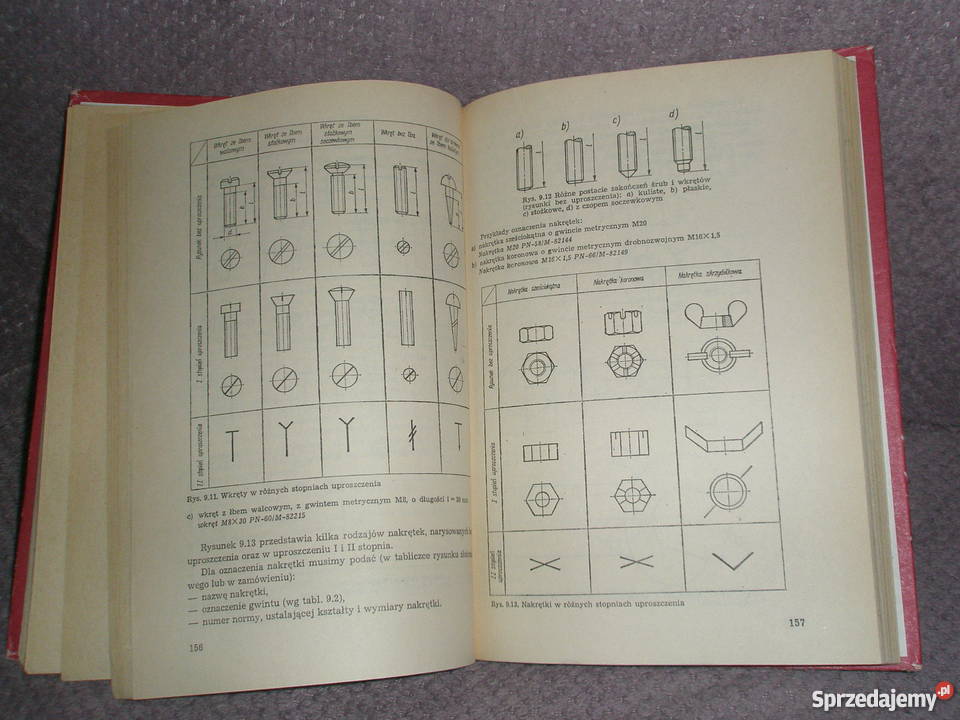 Wkręt ze łbem walcowym
Wkręt ze łbem stożkowym
Wkręt ze łbem stożkowym soczewkowym
Wkręt bez łba
Rysunek bez uproszczenia
I stopień uproszczenia
II stopień uproszczenia
Rys. 9.11. Wkręty w różnych stopniach uproszczenia
c) wkręt z łbem walcowym, z gwintem metrycznym M8, o długości l = 30
wkręt M8×30 PN-60/M-82215
Rysunek 9.13 przedstawia kilka rodzajów nakrętek, narysowanych
uproszczenia oraz w uproszczeniu I i II stopnia.
Dla oznaczenia nakrętki musimy podać (w tabliczce rysunku
wego lub w zamówieniu):
— nazwę nakrętki,
— oznaczenie gwintu (wg tabl. 9.2),
— numer normy, ustalającej kształty i wymiary nakrętki.
156
a) b) c) d)
Rys. 9.12 Różne postacie zakończeń śrub i wkrętów
(rysunki bez uproszczenia): a) kuliste, b) płaskie,
c) stożkowe, d) z czopem soczewkowym
Przykłady oznaczenia nakrętek:
a) nakrętka sześciokątna o gwincie metrycznym M20
Nakrętka M20 PN-58/M-82144
b) nakrętka koronowa o gwincie metrycznym drobnozwojnym M16×1,5
Nakrętka koronowa M16×1,5 PN-66/M-82149
Nakrętka sześciokątna
Nakrętka koronowa
Nakrętka skrzydełkowa
Rysunek bez uproszczenia
I stopień uproszczenia
II stopień uproszczenia
Rys. 9.13. Nakrętki w różnych stopniach uproszczenia
157
Sprzedajemy.pl